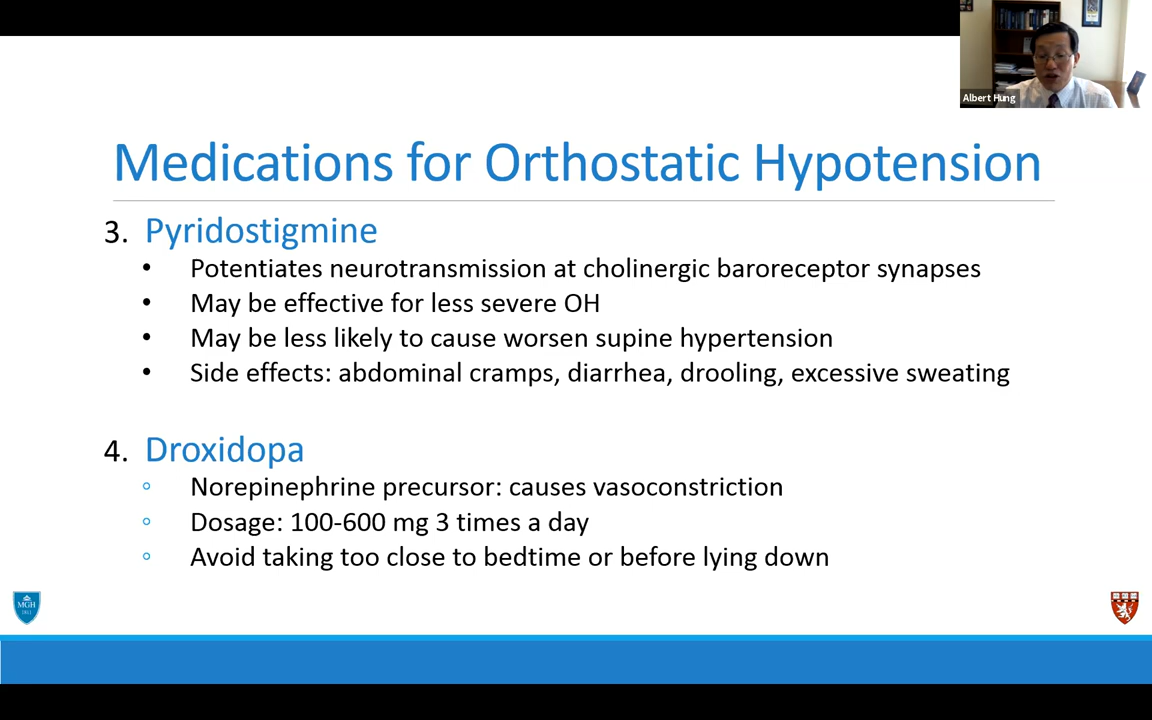 Albert Hung
Medications for Orthostatic Hypotension
3. Pyridostigmine
• Potentiates neurotransmission at cholinergic baroreceptor synapses
• May be effective for less severe OH
• May be less likely to cause worsen supine hypertension
• Side effects: abdominal cramps, diarrhea, drooling, excessive sweating
4. Droxidopa
◦ Norepinephrine precursor: causes vasoconstriction
◦ Dosage: 100-600 mg 3 times a day
◦ Avoid taking too close to bedtime or before lying down
MGH
1811